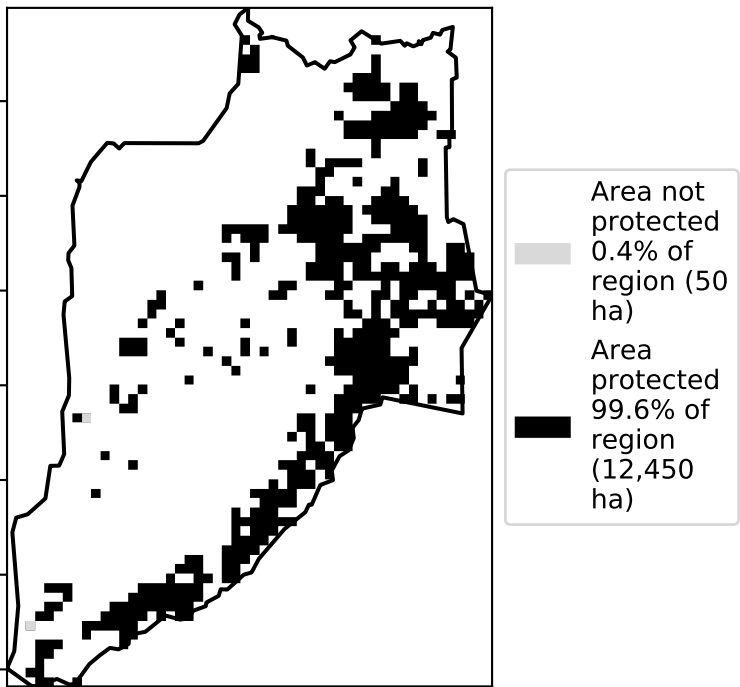 Area not
protected
0.4% of
region (50
ha)
Area
protected
99.6% of
region
(12,450
ha)